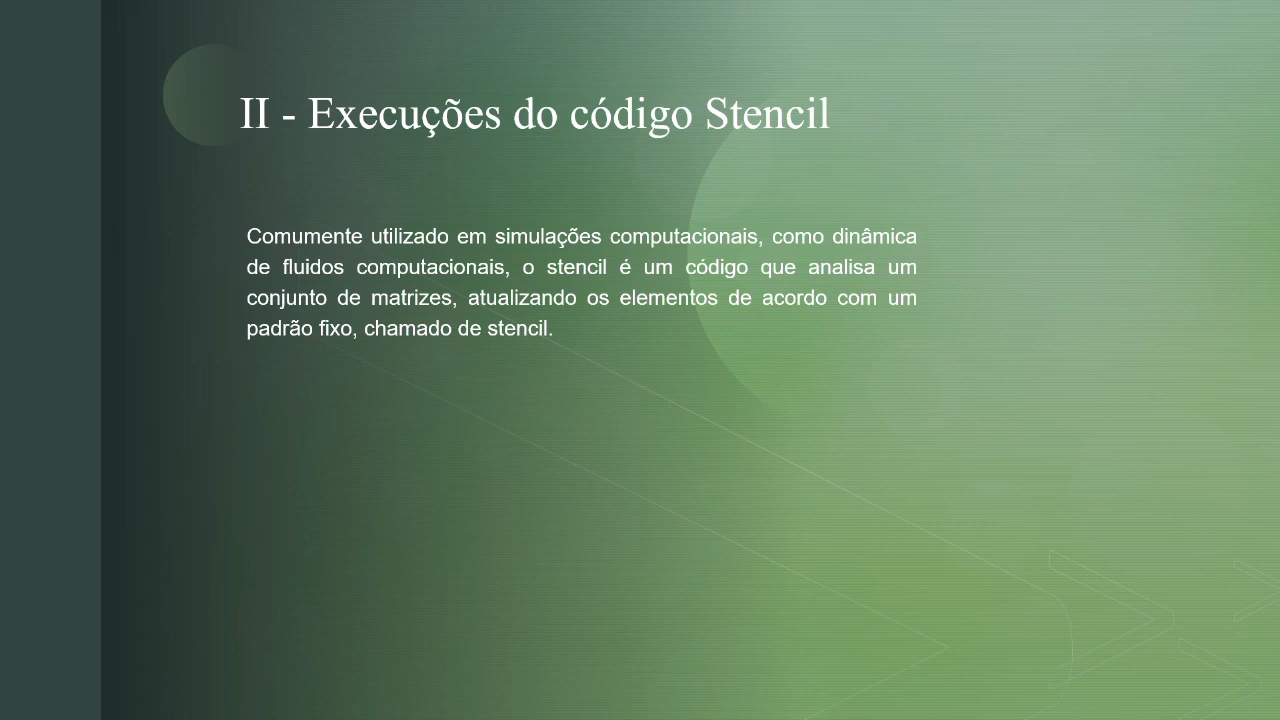 II - Execuções do código Stencil
Comumente utilizado em simulações computacionais, como dinâmica
de fluidos computacionais, o stencil é um código que analisa um
conjunto de matrizes, atualizando os elementos de acordo com um
padrão fixo, chamado de stencil.